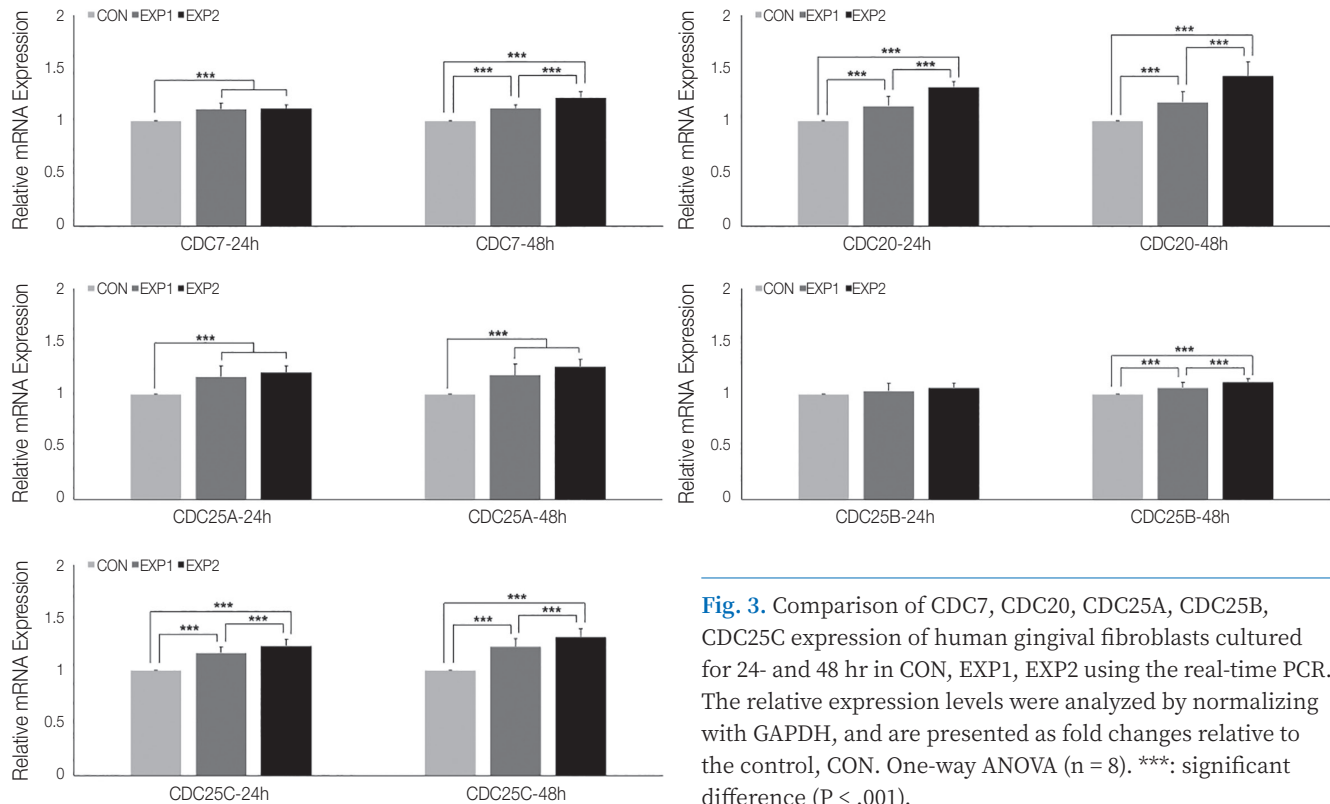 CON EXP1 EXP2
Relative mRNA Expression
2
1.5
1
0.5
0
***
***
***
***
CDC7-24h
CDC7-48h
CON EXP1 EXP2
Relative mRNA Expression
2
1.5
1
0.5
0
***
***
***
***
***
***
CDC20-24h
CDC20-48h
CON EXP1 EXP2
Relative mRNA Expression
2
1.5
1
0.5
0
***
***
CDC25A-24h
CDC25A-48h
CON EXP1 EXP2
Relative mRNA Expression
2
1.5
1
0.5
0
***
***
***
CDC25B-24h
CDC25B-48h
CON EXP1 EXP2
Relative mRNA Expression
2
1.5
1
0.5
0
***
***
***
***
***
***
CDC25C-24h
CDC25C-48h
Fig. 3. Comparison of CDC7, CDC20, CDC25A, CDC25B,
CDC25C expression of human gingival fibroblasts cultured
for 24- and 48 hr in CON, EXP1, EXP2 using the real-time PCR.
The relative expression levels were analyzed by normalizing
with GAPDH, and are presented as fold changes relative to
the control, CON. One-way ANOVA (n = 8). ***: significant
difference (P < .001).